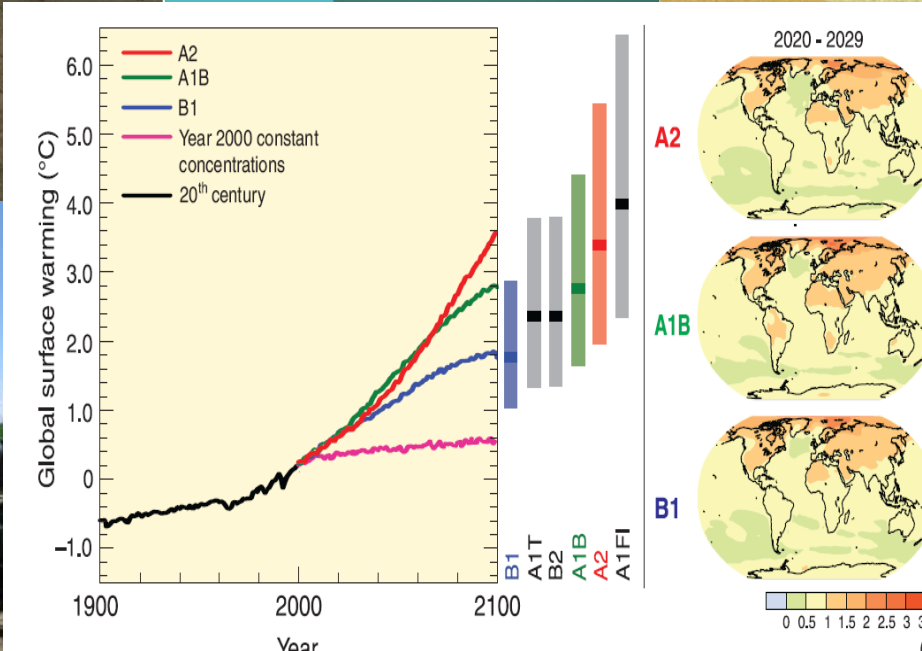 A2
A1B
B1
Year 2000 constant
concentrations
20th century
Global surface warming (°C)
6.0
5.0
4.0
3.0
2.0
1.0
0
–1.0
1900
2000
2100
Year
B1
A1T
B2
A1B
A2
A1FI
2020 - 2029
A2
A1B
B1
0 0.5 1 1.5 2 2.5 3